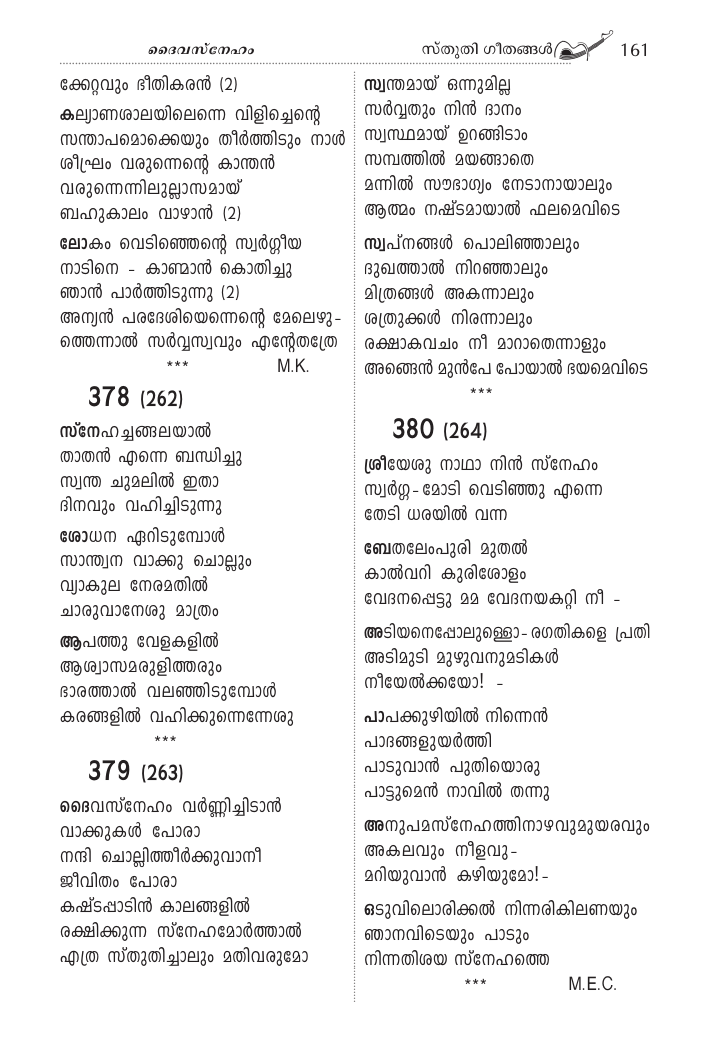 ദൈവസ്നേഹം സ്തുതി ഗീതങ്ങൾ 161
ക്കേറ്റവും ഭീതികരൻ (2)
കല്യാണശാലയിലെന്നെ വിളിച്ചെന്റെ
സന്താപമൊക്കെയും തീർത്തിടും നാൾ
ശീഘ്രം വരുന്നെന്റെ കാന്തൻ
വരുന്നെന്നിലുല്ലാസമായ്
ബഹുകാലം വാഴാൻ (2)
ലോകം വെടിഞ്ഞെന്റെ സ്വർഗ്ഗീയ
നാടിനെ - കാണ്മാൻ കൊതിച്ചു
ഞാൻ പാർത്തിടുന്നു (2)
അന്യൻ പരദേശിയെന്നെന്റെ മേലെഴു-
ത്തെന്നാൽ സർവ്വസ്വവും എന്റേതത്രേ
*** M.K.
378 (262)
സ്നേഹച്ചങ്ങലയാൽ
താതൻ എന്നെ ബന്ധിച്ചു
സ്വന്ത ചുമലിൽ ഇതാ
ദിനവും വഹിച്ചിടുന്നു
ശോധന ഏറിടുമ്പോൾ
സാന്ത്വന വാക്കു ചൊല്ലും
വ്യാകുല നേരമതിൽ
ചാരുവാനേശു മാത്രം
ആപത്തു വേളകളിൽ
ആശ്വാസമരുളിത്തരും
ഭാരത്താൽ വലഞ്ഞിടുമ്പോൾ
കരങ്ങളിൽ വഹിക്കുന്നെന്നേശു
***
379 (263)
ദൈവസ്നേഹം വർണ്ണിച്ചിടാൻ
വാക്കുകൾ പോരാ
നന്ദി ചൊല്ലിത്തീർക്കുവാനീ
ജീവിതം പോരാ
കഷ്ടപ്പാടിൻ കാലങ്ങളിൽ
രക്ഷിക്കുന്ന സ്നേഹമോർത്താൽ
എത്ര സ്തുതിച്ചാലും മതിവരുമോ
സ്വന്തമായ് ഒന്നുമില്ല
സർവ്വതും നിൻ ദാനം
സ്വസ്ഥമായ് ഉറങ്ങിടാം
സമ്പത്തിൽ മയങ്ങാതെ
മന്നിൽ സൗഭാഗ്യം നേടാനായാലും
ആത്മം നഷ്ടമായാൽ ഫലമെവിടെ
സ്വപ്നങ്ങൾ പൊലിഞ്ഞാലും
ദുഖത്താൽ നിറഞ്ഞാലും
മിത്രങ്ങൾ അകന്നാലും
ശത്രുക്കൾ നിരന്നാലും
രക്ഷാകവചം നീ മാറാതെന്നാളും
അങ്ങെൻ മുൻപേ പോയാൽ ഭയമെവിടെ
***
380 (264)
ശ്രീയേശു നാഥാ നിൻ സ്നേഹം
സ്വർഗ്ഗ-മോടി വെടിഞ്ഞു എന്നെ
തേടി ധരയിൽ വന്ന
ബേതലേംപുരി മുതൽ
കാൽവറി കുരിശോളം
വേദനപ്പെട്ടു മമ വേദനയകറ്റി നീ -
അടിയനെപ്പോലുള്ളൊ-രഗതികളെ പ്രതി
അടിമുടി മുഴുവനുമടികൾ
നീയേൽക്കയോ! -
പാപക്കുഴിയിൽ നിന്നെൻ
പാദങ്ങളുയർത്തി
പാടുവാൻ പുതിയൊരു
പാട്ടുമെൻ നാവിൽ തന്നു
അനുപമസ്നേഹത്തിനാഴവുമുയരവും
അകലവും നീളവു-
മറിയുവാൻ കഴിയുമോ!-
ഒടുവിലൊരിക്കൽ നിന്നരികിലണയും
ഞാനവിടെയും പാടും
നിന്നതിശയ സ്നേഹത്തെ
*** M.E.C.